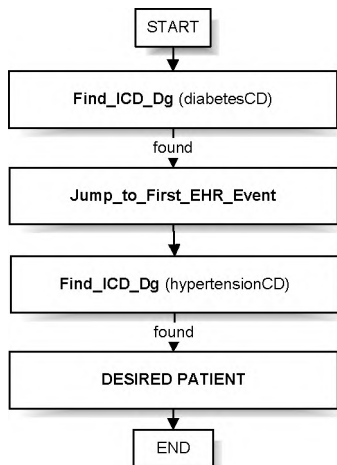 START
Find_ICD_Dg (diabetesCD)
found
Jump_to_First_EHR_Event
Find_ICD_Dg (hypertensionCD)
found
DESIRED PATIENT
END